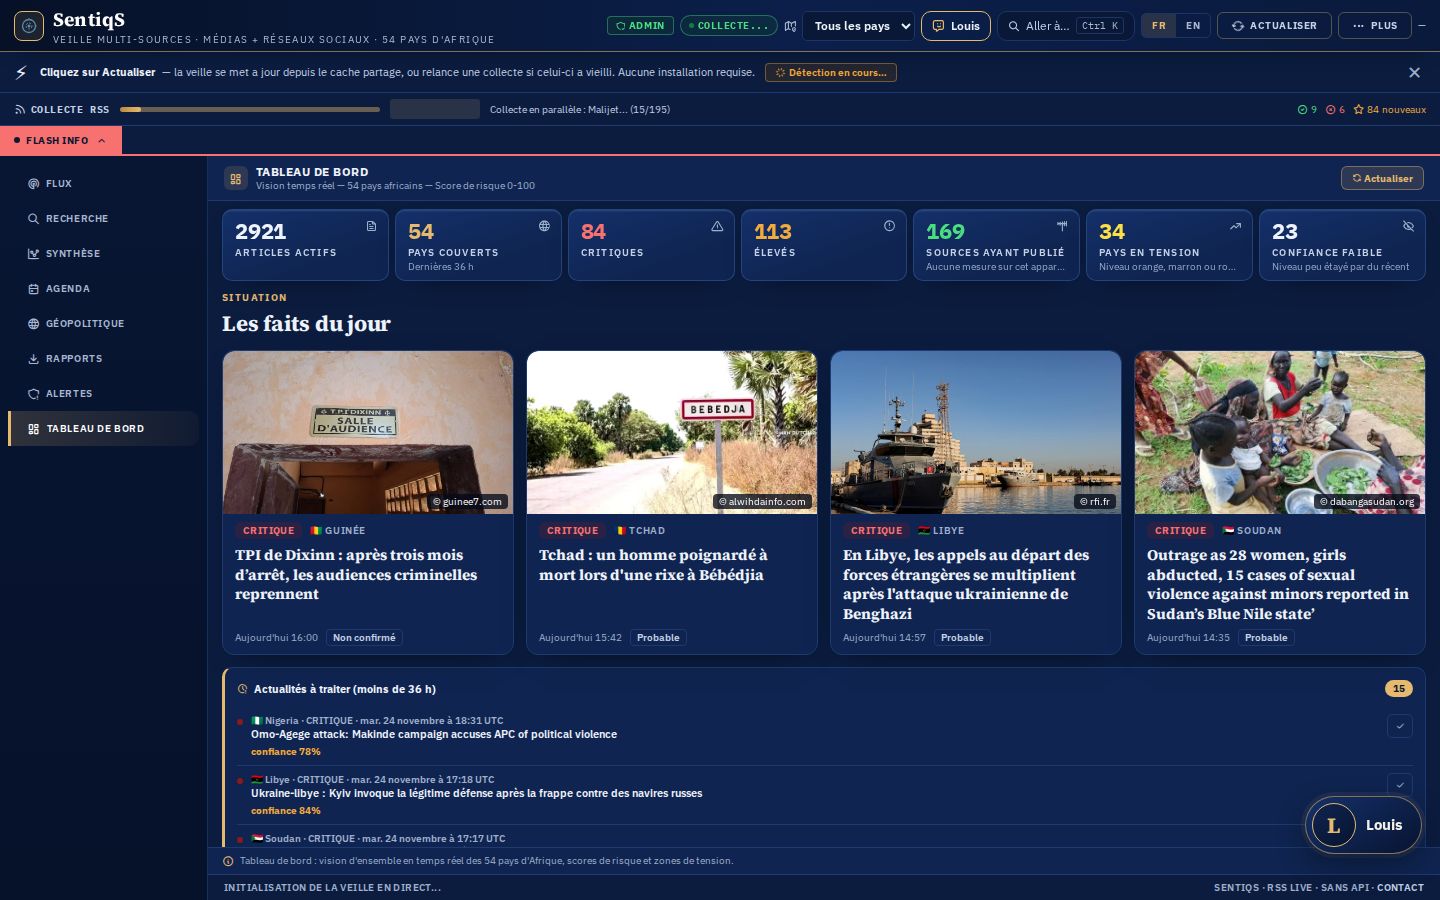 SentiqS
VEILLE MULTI-SOURCES · MÉDIAS + RÉSEAUX SOCIAUX · 54 PAYS D'AFRIQUE
ADMIN
COLLECTE...
Tous les pays
Louis
Aller à... Ctrl K
FR EN
ACTUALISER
PLUS
Cliquez sur Actualiser — la veille se met a jour depuis le cache partage, ou relance une collecte si celui-ci a vieilli. Aucune installation requise.
Détection en cours...
COLLECTE RSS
Collecte en parallèle : Malijet... (15/195)
9 6 84 nouveaux
FLASH INFO
FLUX
RECHERCHE
SYNTHÈSE
AGENDA
GÉOPOLITIQUE
RAPPORTS
ALERTES
TABLEAU DE BORD
TABLEAU DE BORD
Vision temps réel — 54 pays africains — Score de risque 0-100
Actualiser
2921
ARTICLES ACTIFS
54
PAYS COUVERTS
Dernières 36 h
84
CRITIQUES
113
ÉLEVÉS
169
SOURCES AYANT PUBLIÉ
Aucune mesure sur cet appar...
34
PAYS EN TENSION
Niveau orange, marron ou ro...
23
CONFIANCE FAIBLE
Niveau peu étayé par du récent
SITUATION
Les faits du jour
T.P.I DIXINN
SALLE
D'AUDIENCE
© guinee7.com
CRITIQUE GUINÉE
TPI de Dixinn : après trois mois
d’arrêt, les audiences criminelles
reprennent
Aujourd'hui 16:00 Non confirmé
BEBEDJA
© alwihdainfo.com
CRITIQUE TCHAD
Tchad : un homme poignardé à
mort lors d'une rixe à Bébédjia
Aujourd'hui 15:42 Probable
© rfi.fr
CRITIQUE LIBYE
En Libye, les appels au départ des
forces étrangères se multiplient
après l'attaque ukrainienne de
Benghazi
Aujourd'hui 14:57 Probable
© dabangasudan.org
CRITIQUE SOUDAN
Outrage as 28 women, girls
abducted, 15 cases of sexual
violence against minors reported in
Sudan’s Blue Nile state’
Aujourd'hui 14:35 Probable
Actualités à traiter (moins de 36 h)
15
Nigeria · CRITIQUE · mar. 24 novembre à 18:31 UTC
Omo-Agege attack: Makinde campaign accuses APC of political violence
confiance 78%
Libye · CRITIQUE · mar. 24 novembre à 17:18 UTC
Ukraine-libye : Kyiv invoque la légitime défense après la frappe contre des navires russes
confiance 84%
Soudan · CRITIQUE · mar. 24 novembre à 17:17 UTC
L Louis
Tableau de bord : vision d'ensemble en temps réel des 54 pays d'Afrique, scores de risque et zones de tension.
INITIALISATION DE LA VEILLE EN DIRECT...
SENTIQS · RSS LIVE · SANS API · CONTACT